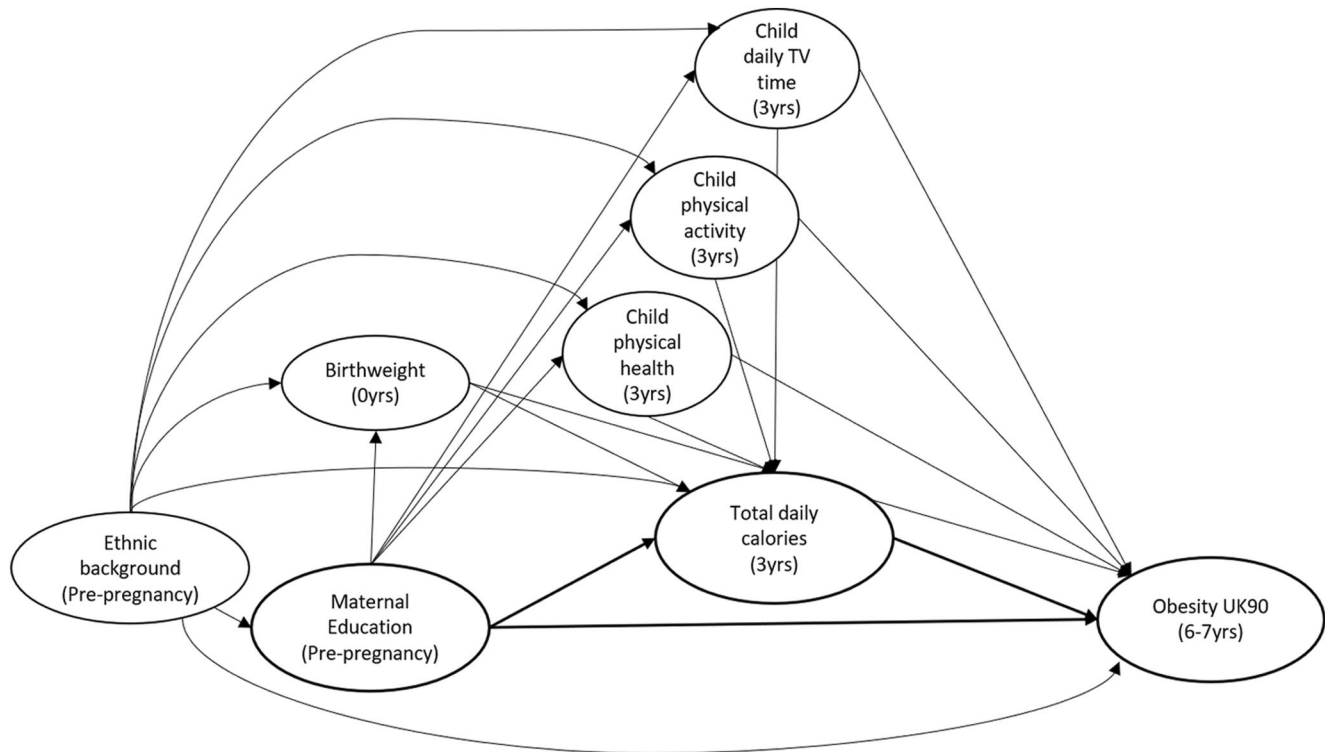 Child
daily TV
time
(3yrs)
Child
physical
activity
(3yrs)
Child
physical
health
(3yrs)
Birthweight
(0yrs)
Total daily
calories
(3yrs)
Ethnic
background
(Pre-pregnancy)
Maternal
Education
(Pre-pregnancy)
Obesity UK90
(6-7yrs)